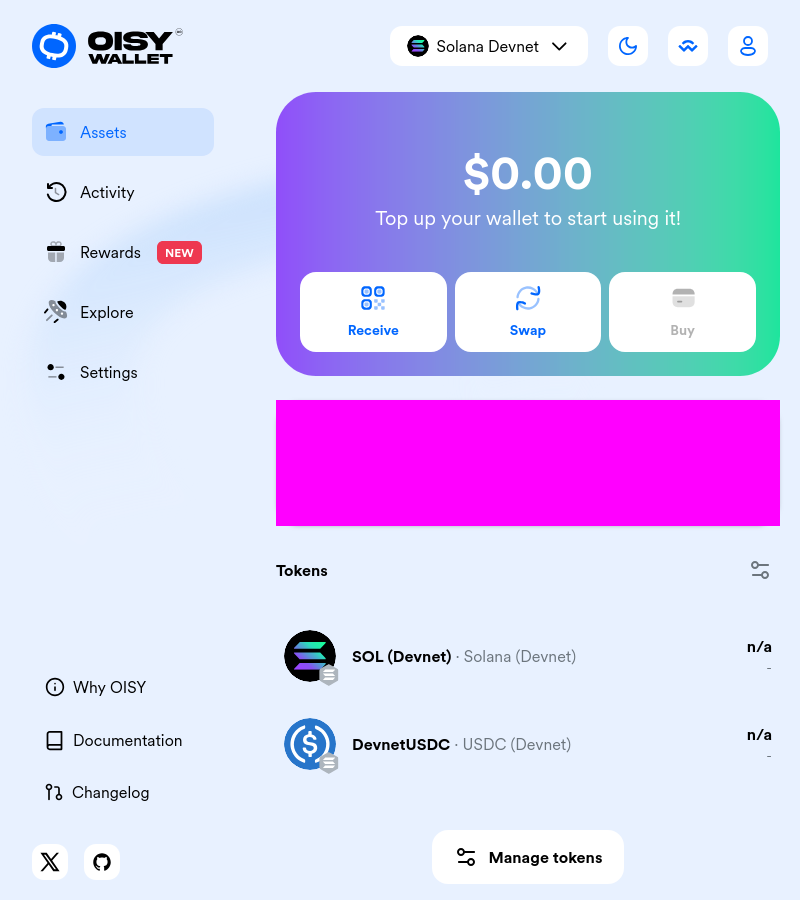 OISY
WALLET
Solana Devnet
Assets
Activity
Rewards NEW
Explore
Settings
$0.00
Top up your wallet to start using it!
Receive
Swap
Buy
Tokens
SOL (Devnet) · Solana (Devnet)
n/a
-
DevnetUSDC · USDC (Devnet)
n/a
-
Why OISY
Documentation
Changelog
Manage tokens